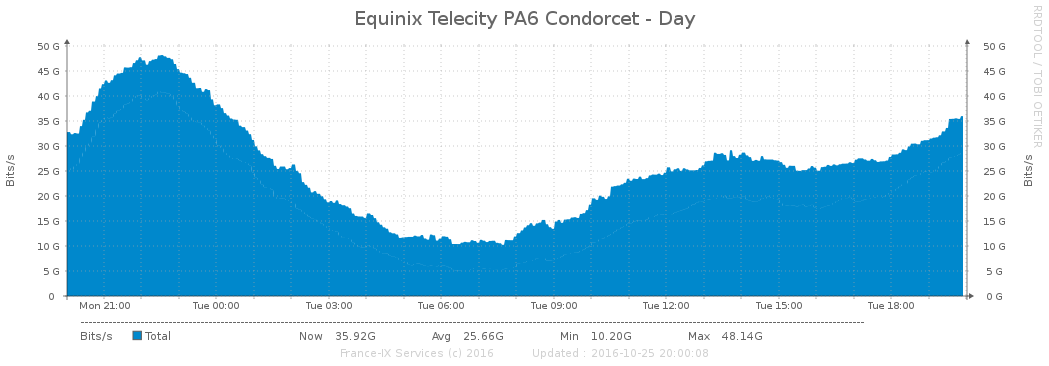 Equinix Telecity PA6 Condorcet - Day
RRDTOOL / TOBI OETIKER
Bits/s
50 G 50 G
45 G 45 G
40 G 40 G
35 G 35 G
30 G 30 G
25 G 25 G
20 G 20 G
15 G 15 G
10 G 10 G
5 G 5 G
0 0 G
Bits/s
Mon 21:00 Tue 00:00 Tue 03:00 Tue 06:00 Tue 09:00 Tue 12:00 Tue 15:00 Tue 18:00
Bits/s Total Now 35.92G Avg 25.66G Min 10.20G Max 48.14G
France-IX Services (c) 2016 Updated : 2016-10-25 20:00:08